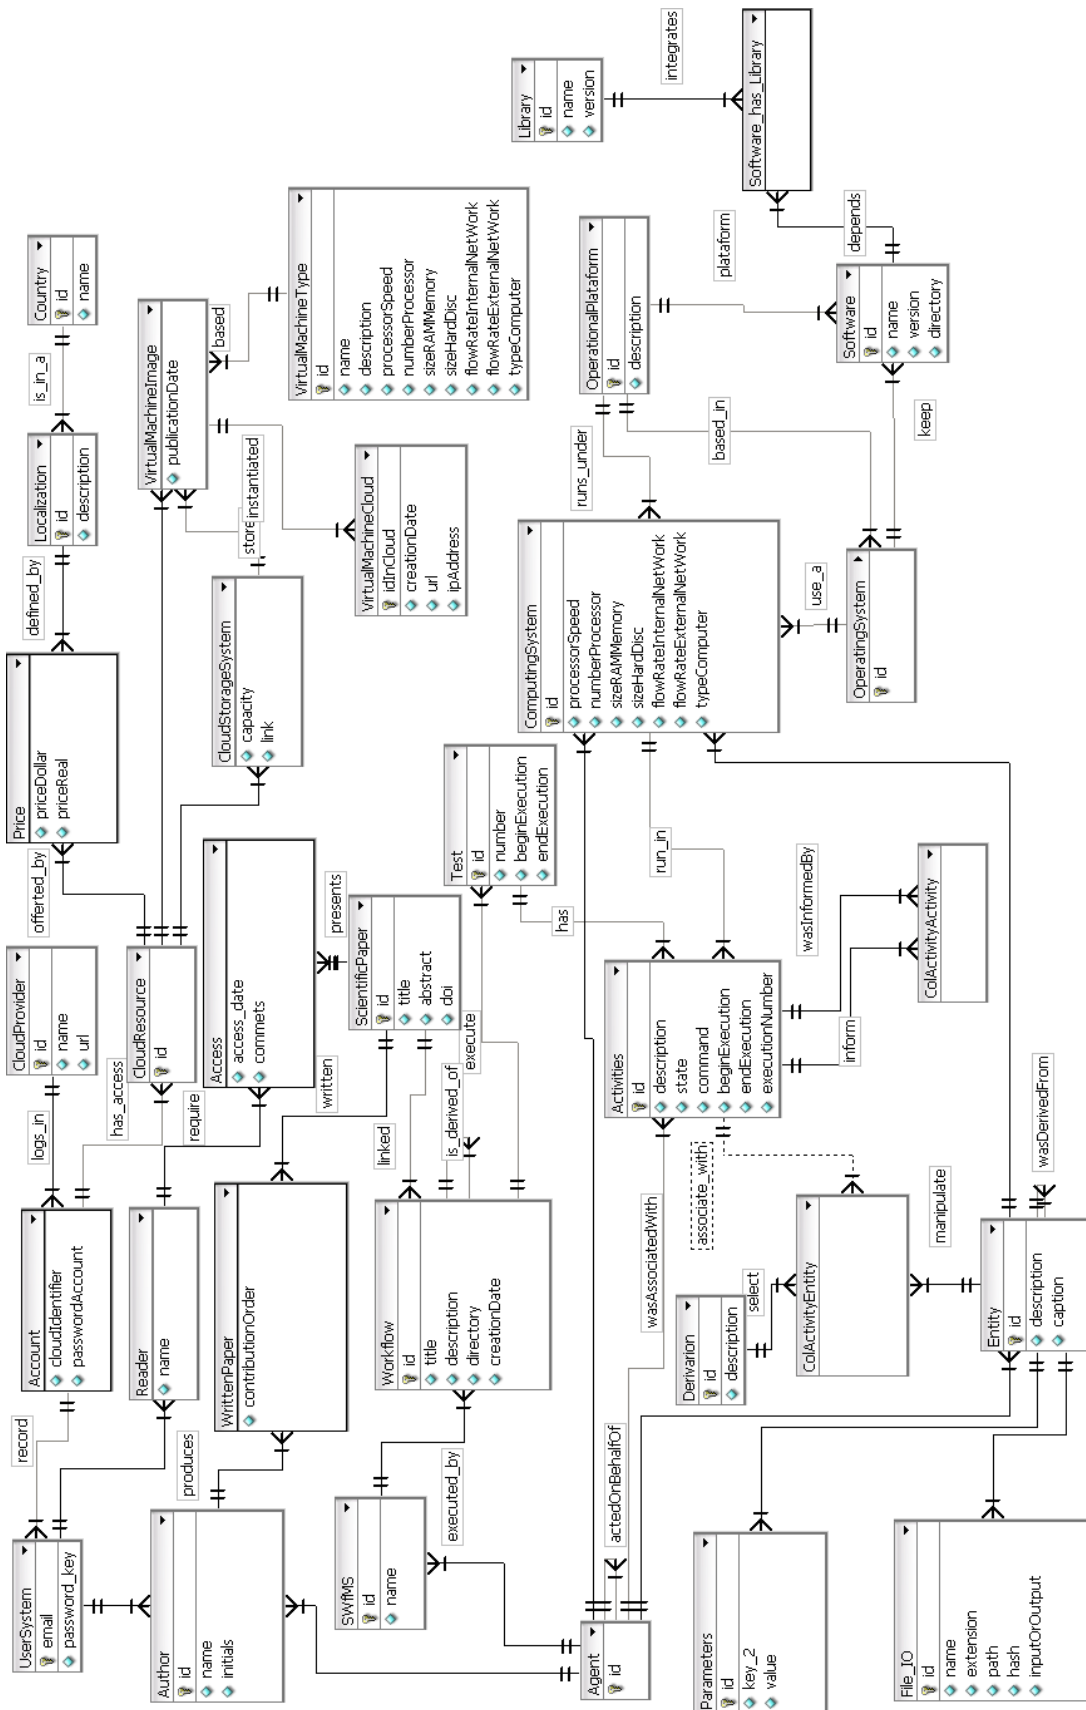 UserSystem
email
password_key
record
Account
cloudIdentifier
passwordAccount
logs_in
CloudProvider
id
name
url
offerted_by
Price
priceDollar
priceReal
defined_by
Localization
id
description
is_in_a
Country
id
name
Author
id
name
initials
produces
Reader
name
require
has_access
CloudResource
id
VirtualMachineImage
publicationDate
based
WrittenPaper
contributionOrder
written
Access
access_date
commets
CloudStorageSystem
capacity
link
store
instantiated
VirtualMachineType
id
name
description
processorSpeed
numberProcessor
sizeRAMMemory
sizeHardDisc
flowRateInternalNetWork
flowRateExternalNetWork
typeComputer
SWfMS
id
name
executed_by
Workflow
id
title
description
directory
creationDate
linked
is_derived_of
execute
ScientificPaper
id
title
abstract
doi
presents
VirtualMachineCloud
idInCloud
creationDate
url
ipAddress
Test
id
number
beginExecution
endExecution
has
Agent
id
actedOnBehalfOf
wasAssociatedWith
Activities
id
description
state
command
beginExecution
endExecution
executionNumber
run_in
ComputingSystem
id
processorSpeed
numberProcessor
sizeRAMMemory
sizeHardDisc
flowRateInternalNetWork
flowRateExternalNetWork
typeComputer
runs_under
OperationalPlataform
id
description
Library
id
name
version
integrates
Software_has_Library
plataform
based_in
use_a
keep
depends
OperatingSystem
id
Software
id
name
version
directory
associate_with
Derivarion
id
description
select
ColActivityEntity
manipulate
inform
wasInformedBy
ColActivityActivity
Parameters
id
key_2
value
File_IO
id
name
extension
path
hash
inputOrOutput
Entity
id
description
caption
wasDerivedFrom